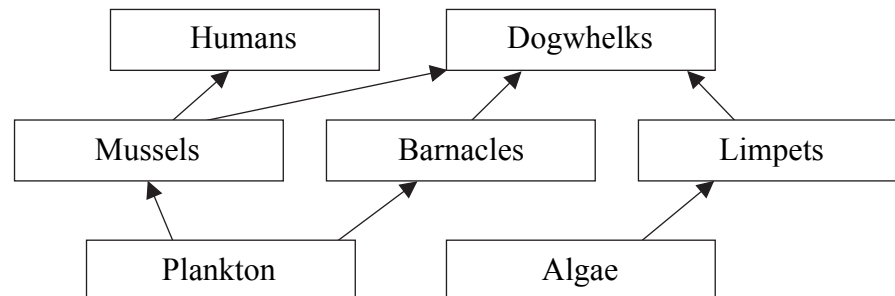 Humans
Dogwhelks
Mussels
Barnacles
Limpets
Plankton
Algae